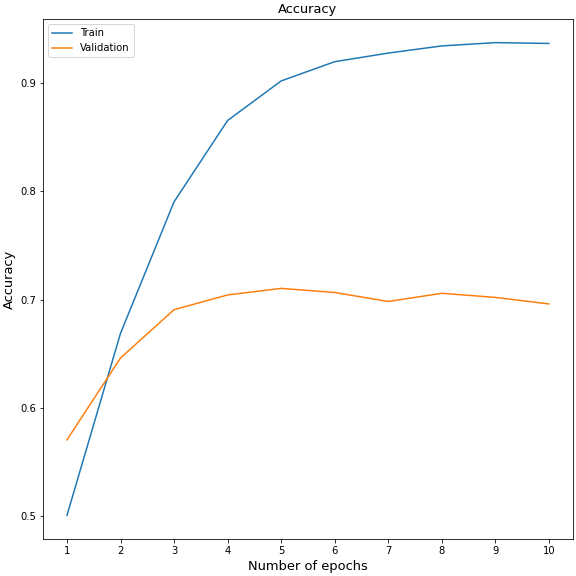 Accuracy
Train
Validation
0.9
0.8
0.7
0.6
0.5
Accuracy
1 2 3 4 5 6 7 8 9 10
Number of epochs